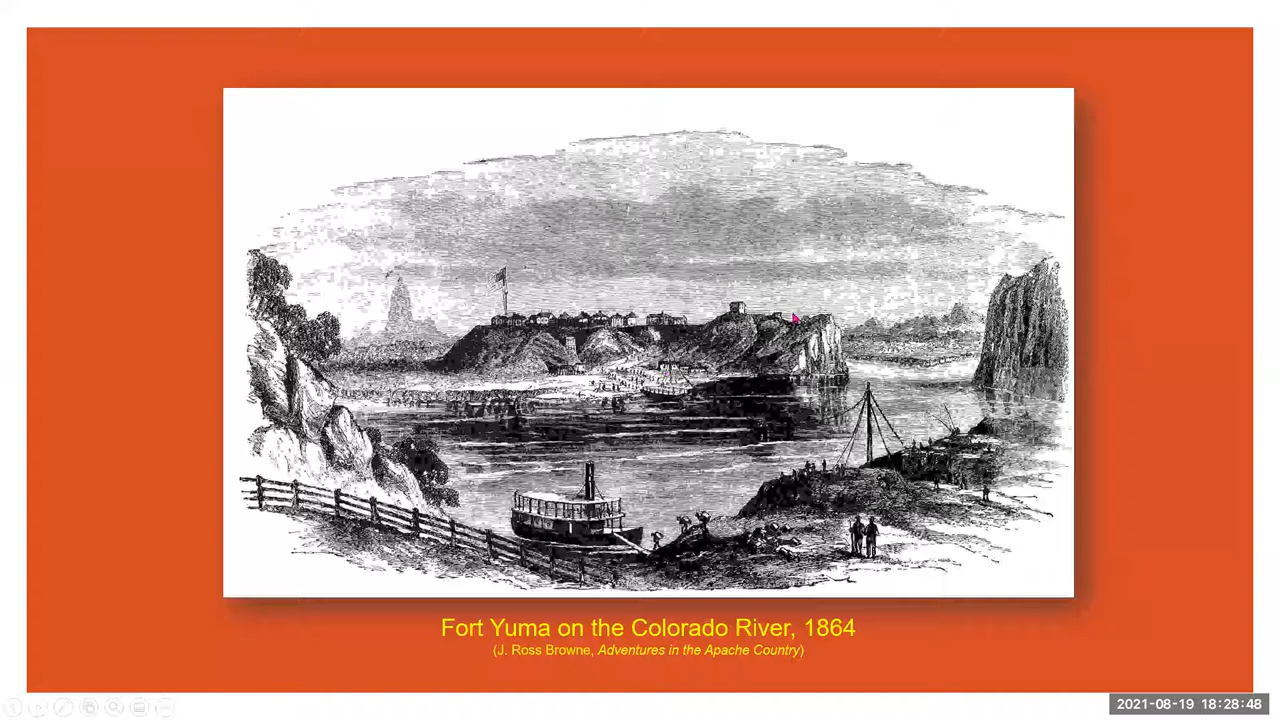 Fort Yuma on the Colorado River, 1864
(J. Ross Browne, Adventures in the Apache Country)
2021-08-19 18:28:48